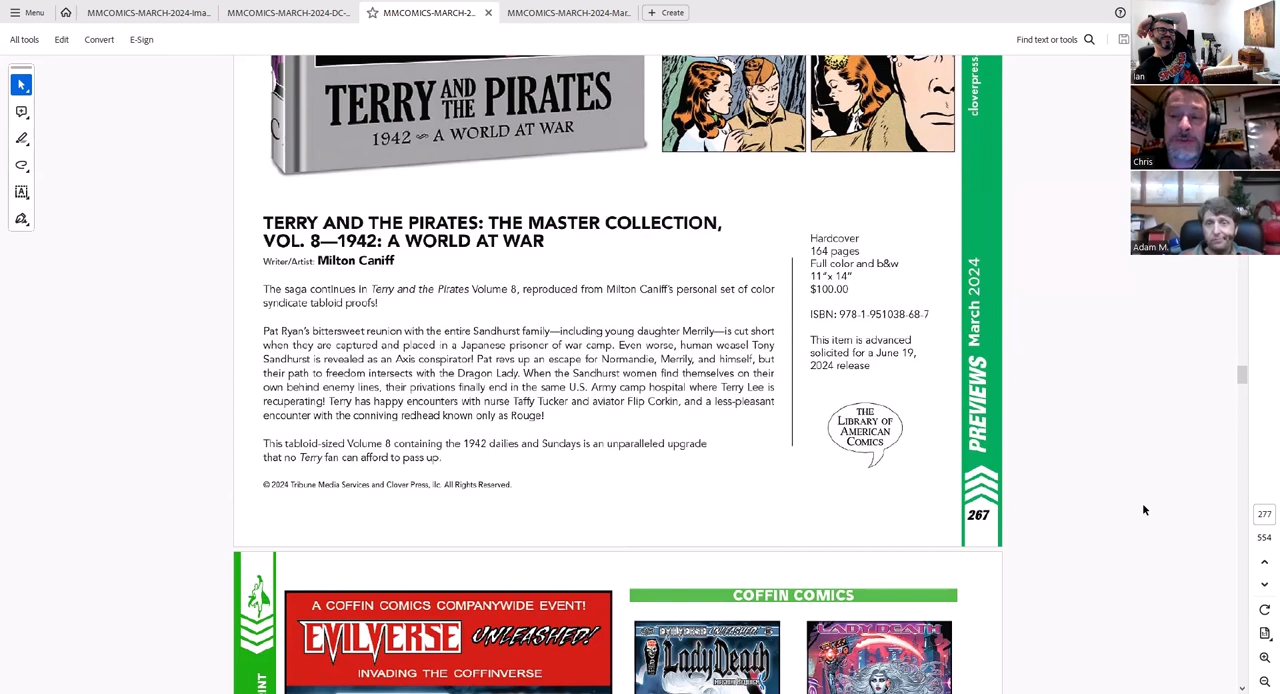 Menu
MMCOMICS-MARCH-2024-Ima...
MMCOMICS-MARCH-2024-DC-...
MMCOMICS-MARCH-2...
MMCOMICS-MARCH-2024-Mar...
+ Create
All tools
Edit
Convert
E-Sign
Find text or tools
Ian
Chris
Adam M.
TERRY AND THE PIRATES
1942 ~ A WORLD AT WAR
cloverpress
TERRY AND THE PIRATES: THE MASTER COLLECTION,
VOL. 8—1942: A WORLD AT WAR
Writer/Artist: Milton Caniff
The saga continues in Terry and the Pirates Volume 8, reproduced from Milton Caniff's personal set of color
syndicate tabloid proofs!
Pat Ryan's bittersweet reunion with the entire Sandhurst family—including young daughter Merrily—is cut short
when they are captured and placed in a Japanese prisoner of war camp. Even worse, human weasel Tony
Sandhurst is revealed as an Axis conspirator! Pat revs up an escape for Normandie, Merrily, and himself, but
their path to freedom intersects with the Dragon Lady. When the Sandhurst women find themselves on their
own behind enemy lines, their privations finally end in the same U.S. Army camp hospital where Terry Lee is
recuperating! Terry has happy encounters with nurse Taffy Tucker and aviator Flip Corkin, and a less-pleasant
encounter with the conniving redhead known only as Rouge!
This tabloid-sized Volume 8 containing the 1942 dailies and Sundays is an unparalleled upgrade
that no Terry fan can afford to pass up.
© 2024 Tribune Media Services and Clover Press, llc. All Rights Reserved.
Hardcover
164 pages
Full color and b&w
11"x 14"
$100.00
ISBN: 978-1-951038-68-7
This item is advanced
solicited for a June 19,
2024 release
THE
LIBRARY OF
AMERICAN
COMICS
PREVIEWS March 2024
267
277
554
A COFFIN COMICS COMPANYWIDE EVENT!
EVILVERSE UNLEASHED!
INVADING THE COFFINVERSE
COFFIN COMICS
EVILVERSE UNLEASHED!
Lady Death
LADY DEATH
INT